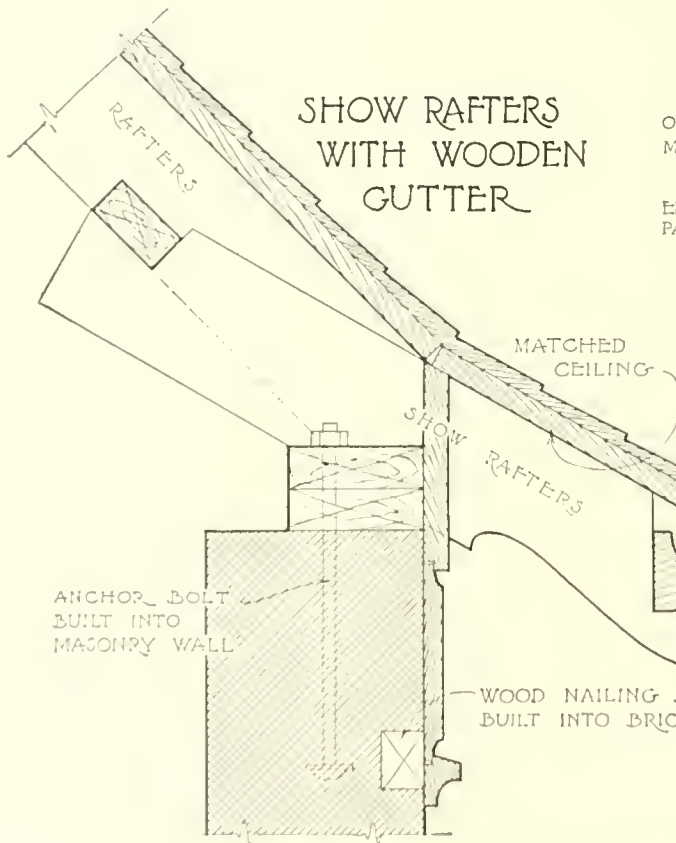 SHOW RAFTERS
WITH WOODEN
GUTTER
RAFTERS
MATCHED
CEILING
SHOW RAFTERS
ANCHOR BOLT
BUILT INTO
MASONRY WALL
WOOD NAILING
BUILT INTO